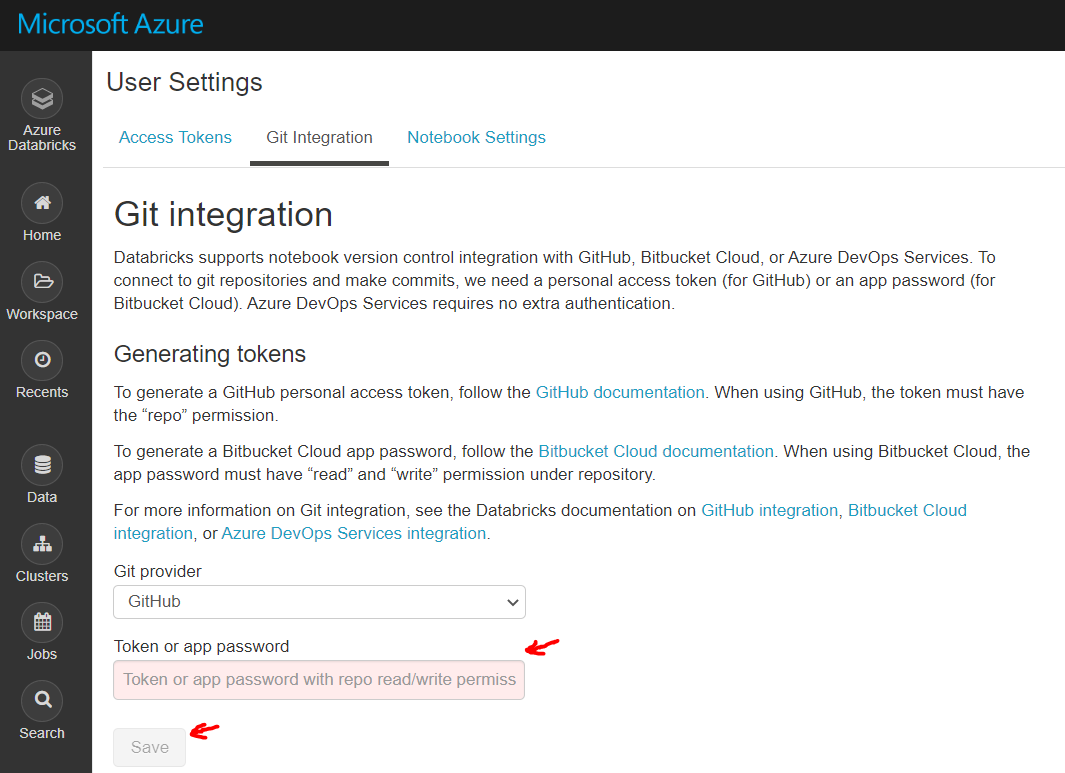 Microsoft Azure
Azure
Databricks
Home
Workspace
Recents
Data
Clusters
Jobs
Search
User Settings
Access Tokens Git Integration Notebook Settings
Git integration
Databricks supports notebook version control integration with GitHub, Bitbucket Cloud, or Azure DevOps Services. To
connect to git repositories and make commits, we need a personal access token (for GitHub) or an app password (for
Bitbucket Cloud). Azure DevOps Services requires no extra authentication.
Generating tokens
To generate a GitHub personal access token, follow the GitHub documentation. When using GitHub, the token must have
the “repo” permission.
To generate a Bitbucket Cloud app password, follow the Bitbucket Cloud documentation. When using Bitbucket Cloud, the
app password must have “read” and “write” permission under repository.
For more information on Git integration, see the Databricks documentation on GitHub integration, Bitbucket Cloud
integration, or Azure DevOps Services integration.
Git provider
GitHub
Token or app password
Token or app password with repo read/write permiss
Save